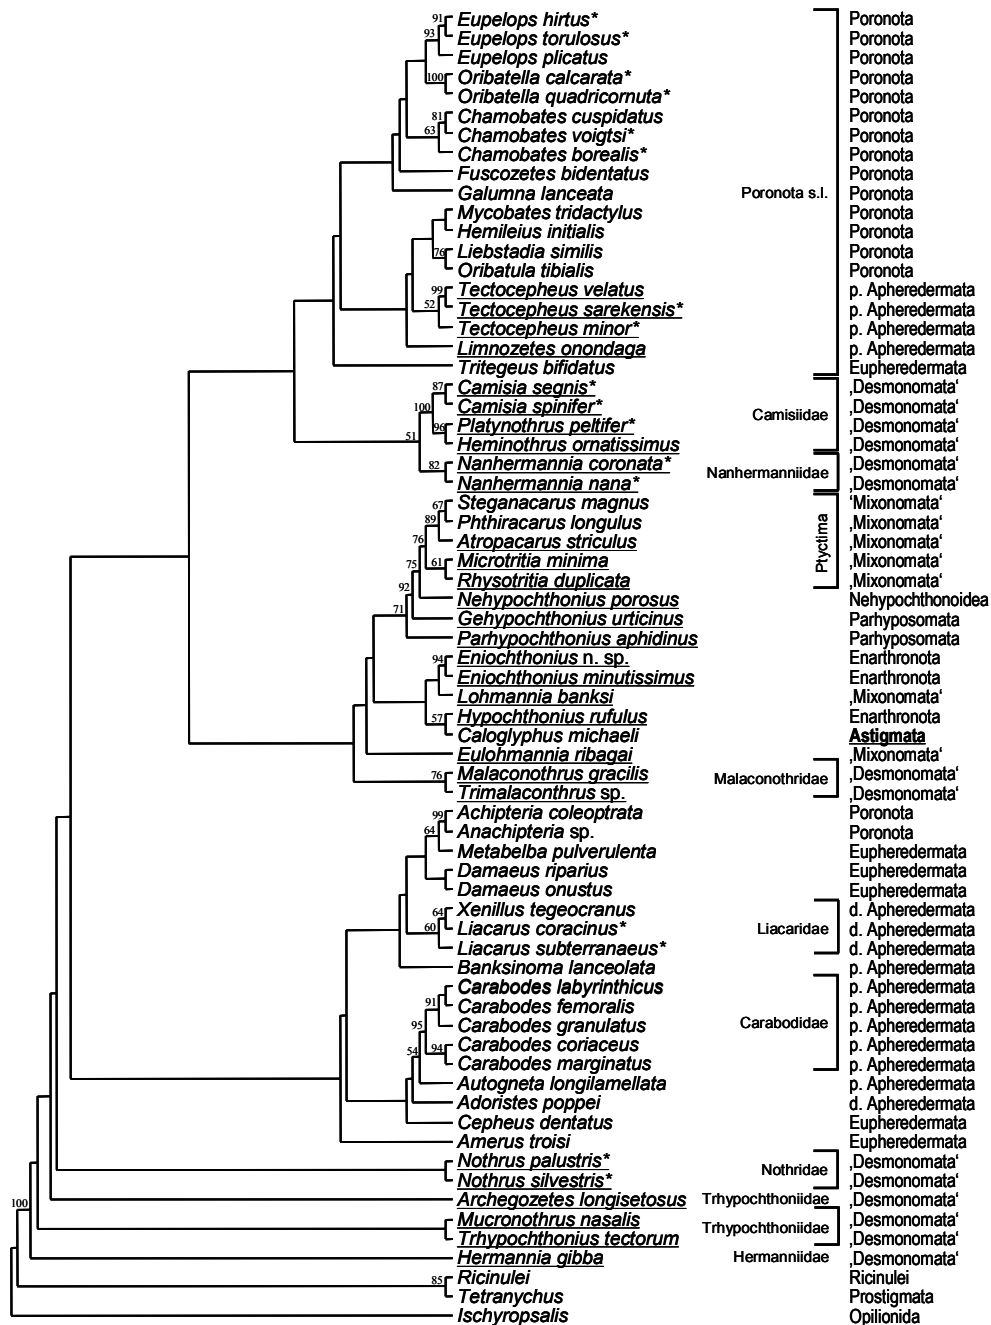 91 Eupelops hirtus* Poronota
93 Eupelops torulosus* Poronota
Eupelops plicatus Poronota
100 Oribatella calcarata* Poronota
Oribatella quadricornuta* Poronota
81 Chamobates cuspidatus Poronota
63 Chamobates voigtsi* Poronota
Chamobates borealis* Poronota
Fuscozetes bidentatus Poronota
Galumna lanceata Poronota s.l. Poronota
Mycobates tridactylus Poronota
Hemileius initialis Poronota
76 Liebstadia similis Poronota
Oribatula tibialis Poronota
99 Tectocepheus velatus p. Apheredermata
52 Tectocepheus sarekensis* p. Apheredermata
Tectocepheus minor* p. Apheredermata
Limnozetes onondaga p. Apheredermata
Tritegeus bifidatus Eupheredermata
87 Camisia segnis* ‚Desmonomata‘
100 Camisia spinifer* Camisiidae ‚Desmonomata‘
96 Platynothrus peltifer* ‚Desmonomata‘
51 Heminothrus ornatissimus ‚Desmonomata‘
82 Nanhermannia coronata* Nanhermanniidae ‚Desmonomata‘
Nanhermannia nana* ‚Desmonomata‘
67 Steganacarus magnus ‘Mixonomata‘
89 Phthiracarus longulus ‚Mixonomata‘
76 Atropacarus striculus Ptyctima ‚Mixonomata‘
75 61 Microtritia minima ‚Mixonomata‘
92 Rhysotritia duplicata ‚Mixonomata‘
Nehypochthonius porosus Nehypochthonoidea
71 Gehypochthonius urticinus Parhyposomata
Parhypochthonius aphidinus Parhyposomata
94 Eniochthonius n. sp. Enarthronota
Eniochthonius minutissimus Enarthronota
Lohmannia banksi ‚Mixonomata‘
57 Hypochthonius rufulus Enarthronota
Caloglyphus michaeli Astigmata
Eulohmannia ribagai ‚Mixonomata‘
76 Malaconothrus gracilis Malaconothridae ‚Desmonomata‘
Trimalaconthrus sp. ‚Desmonomata‘
99 Achipteria coleoptrata Poronota
64 Anachipteria sp. Poronota
Metabelba pulverulenta Eupheredermata
Damaeus riparius Eupheredermata
Damaeus onustus Eupheredermata
64 Xenillus tegeocranus d. Apheredermata
60 Liacarus coracinus* Liacaridae d. Apheredermata
Liacarus subterranaeus* d. Apheredermata
Banksinoma lanceolata p. Apheredermata
Carabodes labyrinthicus p. Apheredermata
91 Carabodes femoralis p. Apheredermata
95 Carabodes granulatus Carabodidae p. Apheredermata
54 94 Carabodes coriaceus p. Apheredermata
Carabodes marginatus p. Apheredermata
Autogneta longilamellata p. Apheredermata
Adoristes poppei d. Apheredermata
Cepheus dentatus Eupheredermata
Amerus troisi Eupheredermata
Nothrus palustris* Nothridae ‚Desmonomata‘
Nothrus silvestris* ‚Desmonomata‘
100 Archegozetes longisetosus Trhypochthoniidae ‚Desmonomata‘
Mucronothrus nasalis Trhypochthoniidae ‚Desmonomata‘
Trhypochthonius tectorum ‚Desmonomata‘
Hermannia gibba Hermanniidae ‚Desmonomata‘
85 Ricinulei Ricinulei
Tetranychus Prostigmata
Ischyropsalis Opilionida